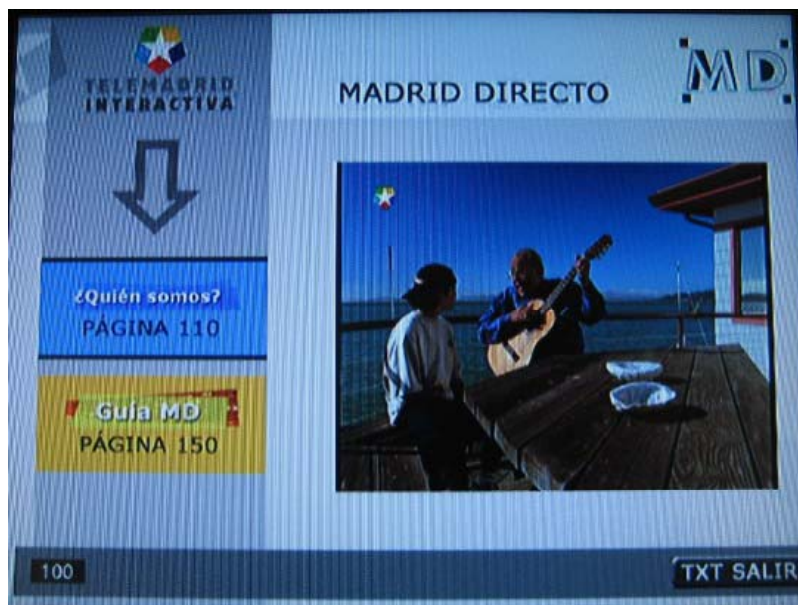 TELEMADRID
INTERACTIVA
MADRID DIRECTO
MD
¿Quién somos?
PÁGINA 110
Guía MD
PÁGINA 150
100
TXT SALIR